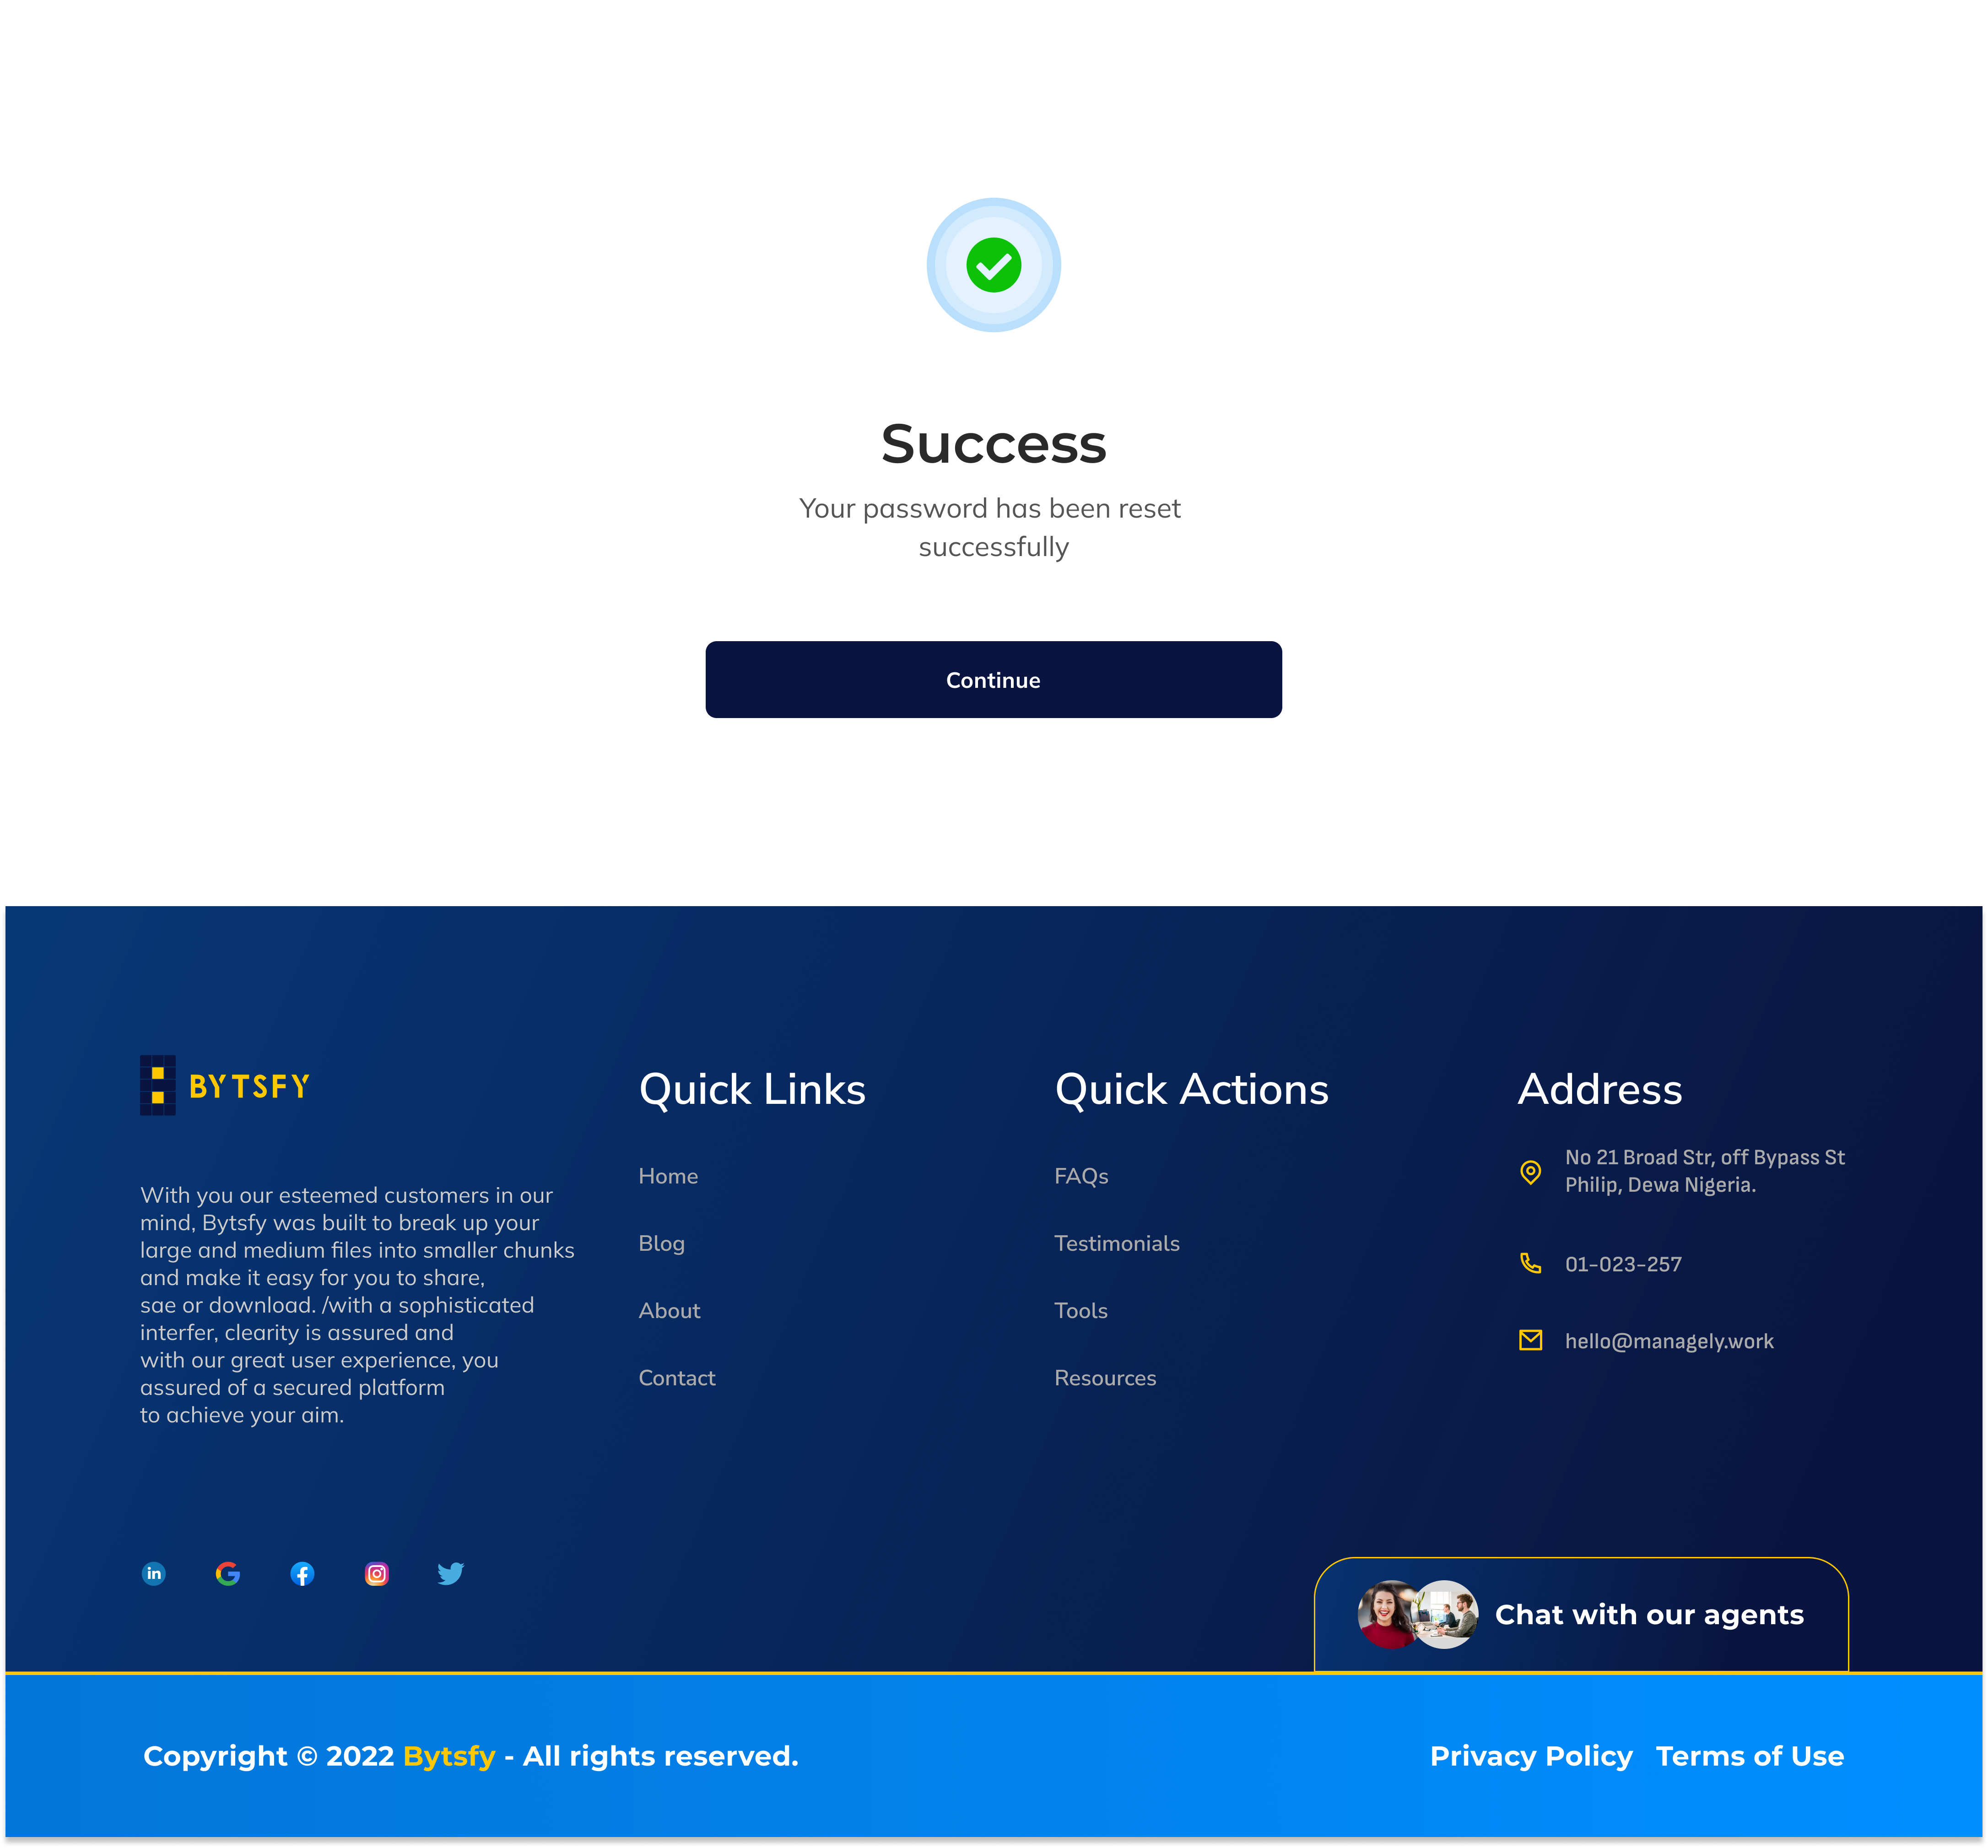 Success
Your password has been reset
successfully
Continue
BYTSFY
With you our esteemed customers in our
mind, Bytsfy was built to break up your
large and medium files into smaller chunks
and make it easy for you to share,
sae or download. /with a sophisticated
interfer, clearity is assured and
with our great user experience, you
assured of a secured platform
to achieve your aim.
Quick Links
Home
Blog
About
Contact
Quick Actions
FAQs
Testimonials
Tools
Resources
Address
No 21 Broad Str, off Bypass St
Philip, Dewa Nigeria.
01-023-257
hello@managely.work
in
Chat with our agents
Copyright © 2022 Bytsfy - All rights reserved.
Privacy Policy Terms of Use